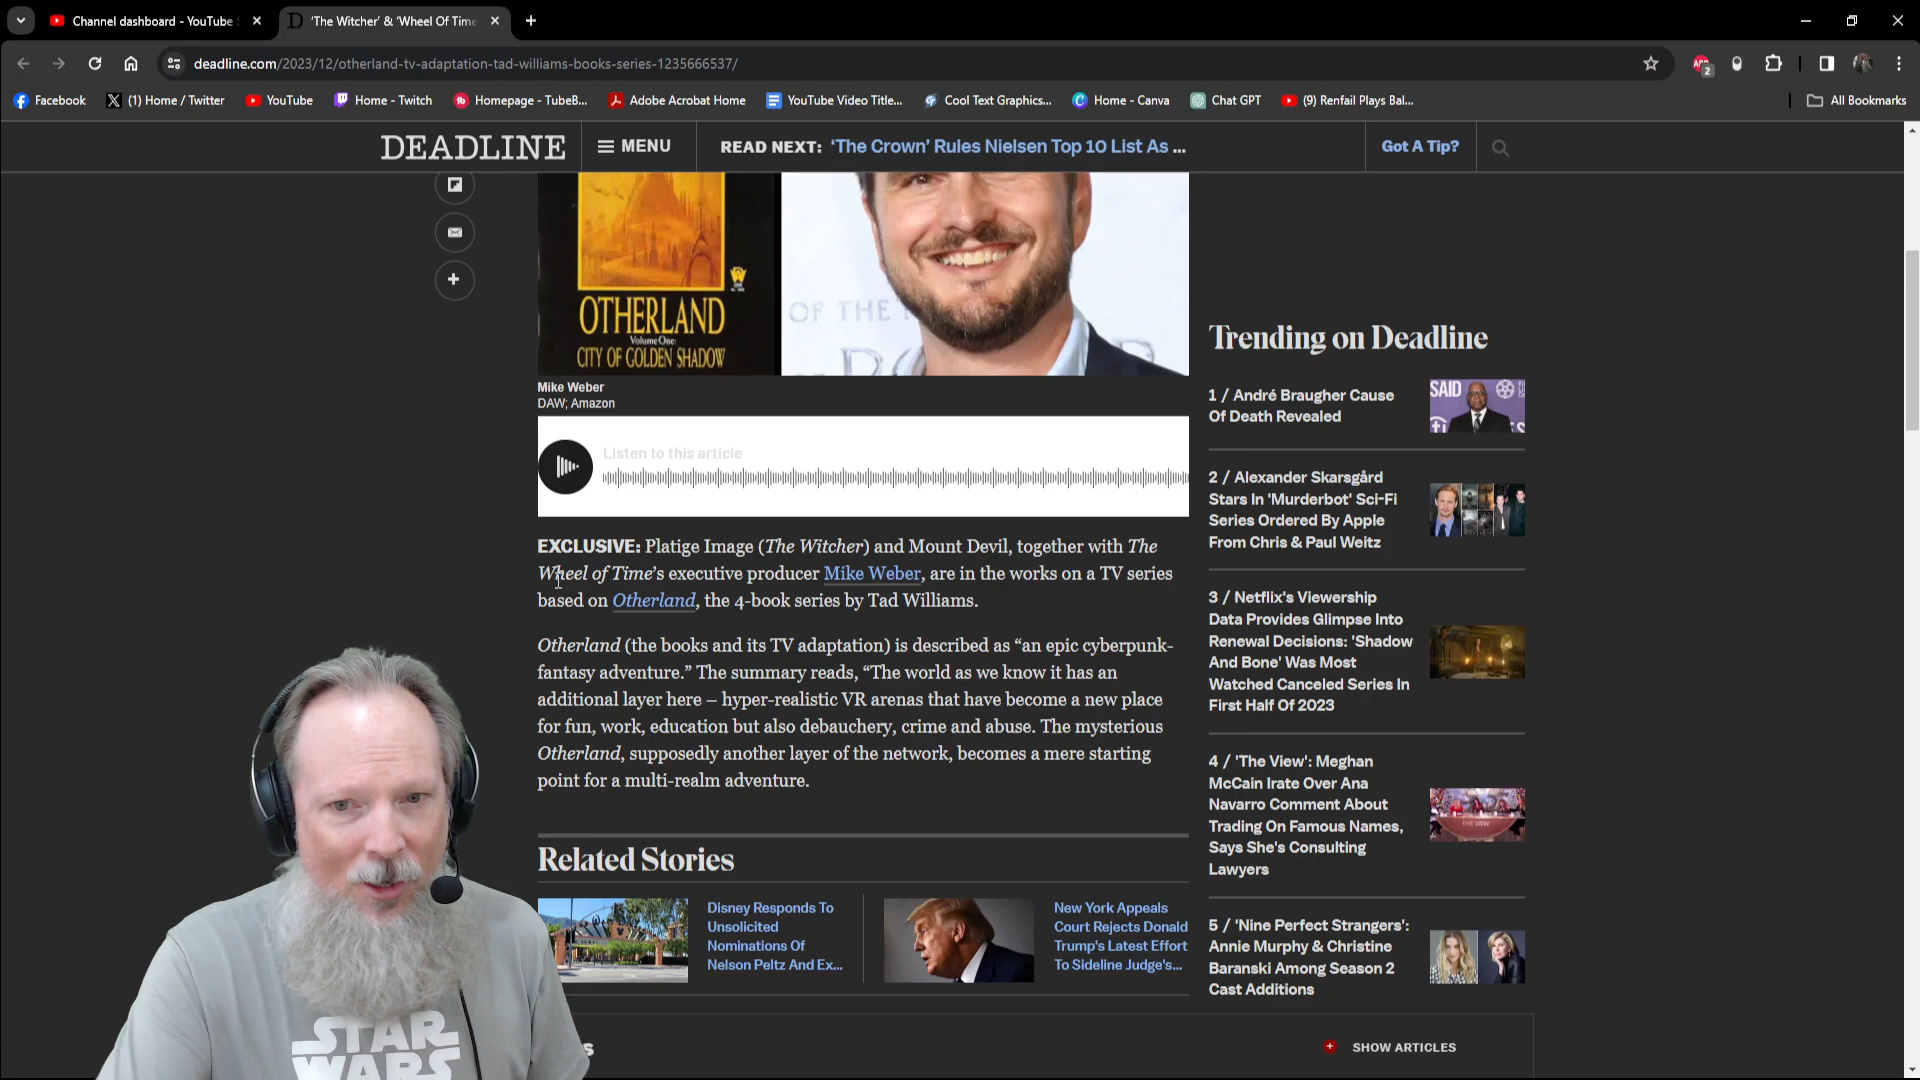 Channel dashboard - YouTube
'The Witcher' & 'Wheel Of Time
deadline.com/2023/12/otherland-tv-adaptation-tad-williams-books-series-1235666537/
2
Facebook
(1) Home / Twitter
YouTube
Home - Twitch
Homepage - TubeB...
Adobe Acrobat Home
YouTube Video Title...
Cool Text Graphics...
Home - Canva
Chat GPT
(9) Renfail Plays Bal...
All Bookmarks
DEADLINE
MENU
READ NEXT: 'The Crown' Rules Nielsen Top 10 List As ...
Got A Tip?
OTHERLAND
Volume One:
CITY OF GOLDEN SHADOW
OF THE
Mike Weber
DAW; Amazon
Listen to this article
EXCLUSIVE: Platige Image (The Witcher) and Mount Devil, together with The
Wheel of Time's executive producer Mike Weber, are in the works on a TV series
based on Otherland, the 4-book series by Tad Williams.
Otherland (the books and its TV adaptation) is described as “an epic cyberpunk-
fantasy adventure.” The summary reads, “The world as we know it has an
additional layer here – hyper-realistic VR arenas that have become a new place
for fun, work, education but also debauchery, crime and abuse. The mysterious
Otherland, supposedly another layer of the network, becomes a mere starting
point for a multi-realm adventure.
Related Stories
Disney Responds To
Unsolicited
Nominations Of
Nelson Peltz And Ex...
New York Appeals
Court Rejects Donald
Trump's Latest Effort
To Sideline Judge's...
Trending on Deadline
1 / André Braugher Cause
Of Death Revealed
SAID
2 / Alexander Skarsgård
Stars In 'Murderbot' Sci-Fi
Series Ordered By Apple
From Chris & Paul Weitz
3 / Netflix's Viewership
Data Provides Glimpse Into
Renewal Decisions: 'Shadow
And Bone' Was Most
Watched Canceled Series In
First Half Of 2023
4 / 'The View': Meghan
McCain Irate Over Ana
Navarro Comment About
Trading On Famous Names,
Says She's Consulting
Lawyers
THE VIEW
5 / 'Nine Perfect Strangers':
Annie Murphy & Christine
Baranski Among Season 2
Cast Additions
SHOW ARTICLES
STAR
WARS